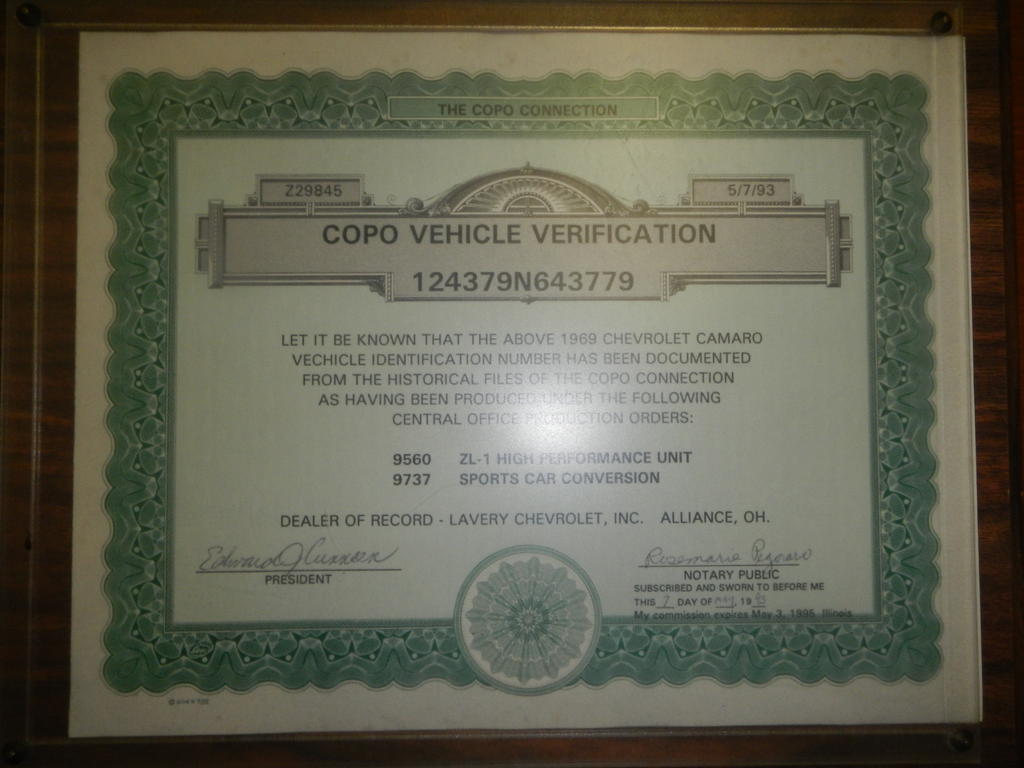 THE COPO CONNECTION
Z29845
5/7/93
COPO VEHICLE VERIFICATION
124379N643779
LET IT BE KNOWN THAT THE ABOVE 1969 CHEVROLET CAMARO
VECHICLE IDENTIFICATION NUMBER HAS BEEN DOCUMENTED
FROM THE HISTORICAL FILES OF THE COPO CONNECTION
AS HAVING BEEN PRODUCED UNDER THE FOLLOWING
CENTRAL OFFICE PRODUCTION ORDERS:
9560 ZL-1 HIGH PERFORMANCE UNIT
9737 SPORTS CAR CONVERSION
DEALER OF RECORD - LAVERY CHEVROLET, INC. ALLIANCE, OH.
Edward J
PRESIDENT
Rosemarie
NOTARY PUBLIC
SUBSCRIBED AND SWORN TO BEFORE ME
THIS 7 DAY OF May, 1993
My commission expires May 3, 1995 Illinois